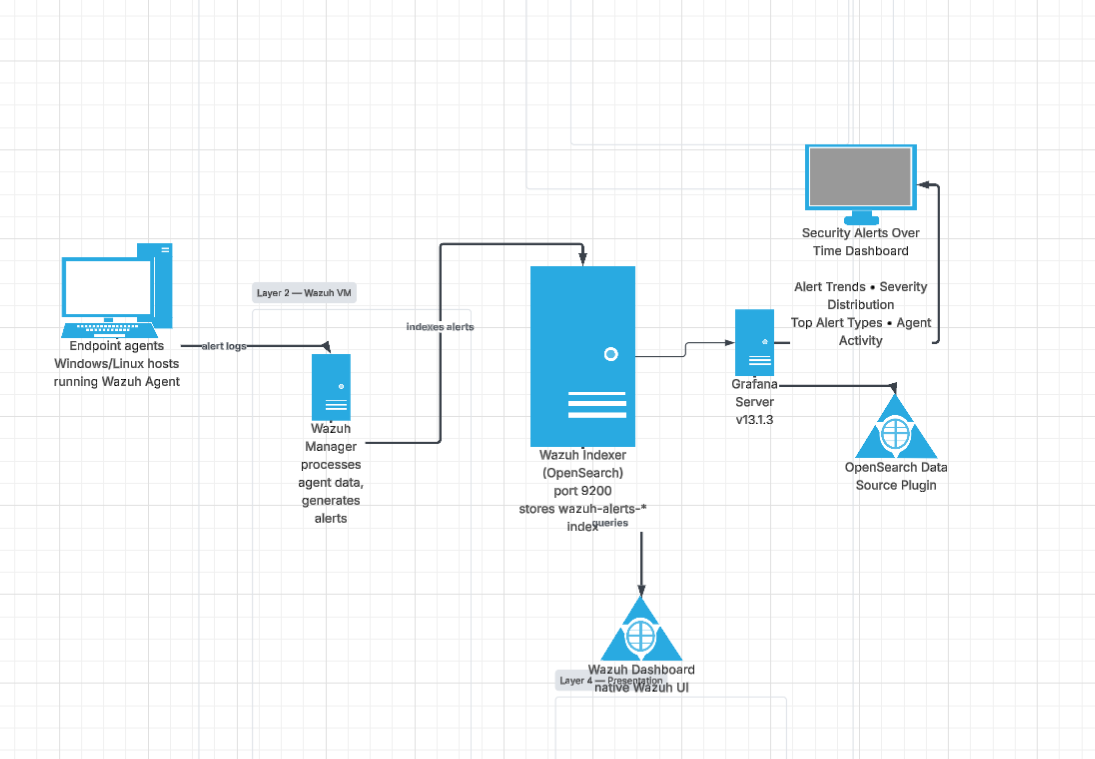 Security Alerts Over
Time Dashboard
Alert Trends • Severity
Distribution
Top Alert Types • Agent
Activity
Layer 2 — Wazuh VM
indexes alerts
alert logs
Endpoint agents
Windows/Linux hosts
running Wazuh Agent
Wazuh
Manager
processes
agent data,
generates
alerts
Wazuh Indexer
(OpenSearch)
port 9200
stores wazuh-alerts-*
index
queries
Grafana
Server
v13.1.3
OpenSearch Data
Source Plugin
Wazuh Dashboard
native Wazuh UI
Layer 4 — Presentation